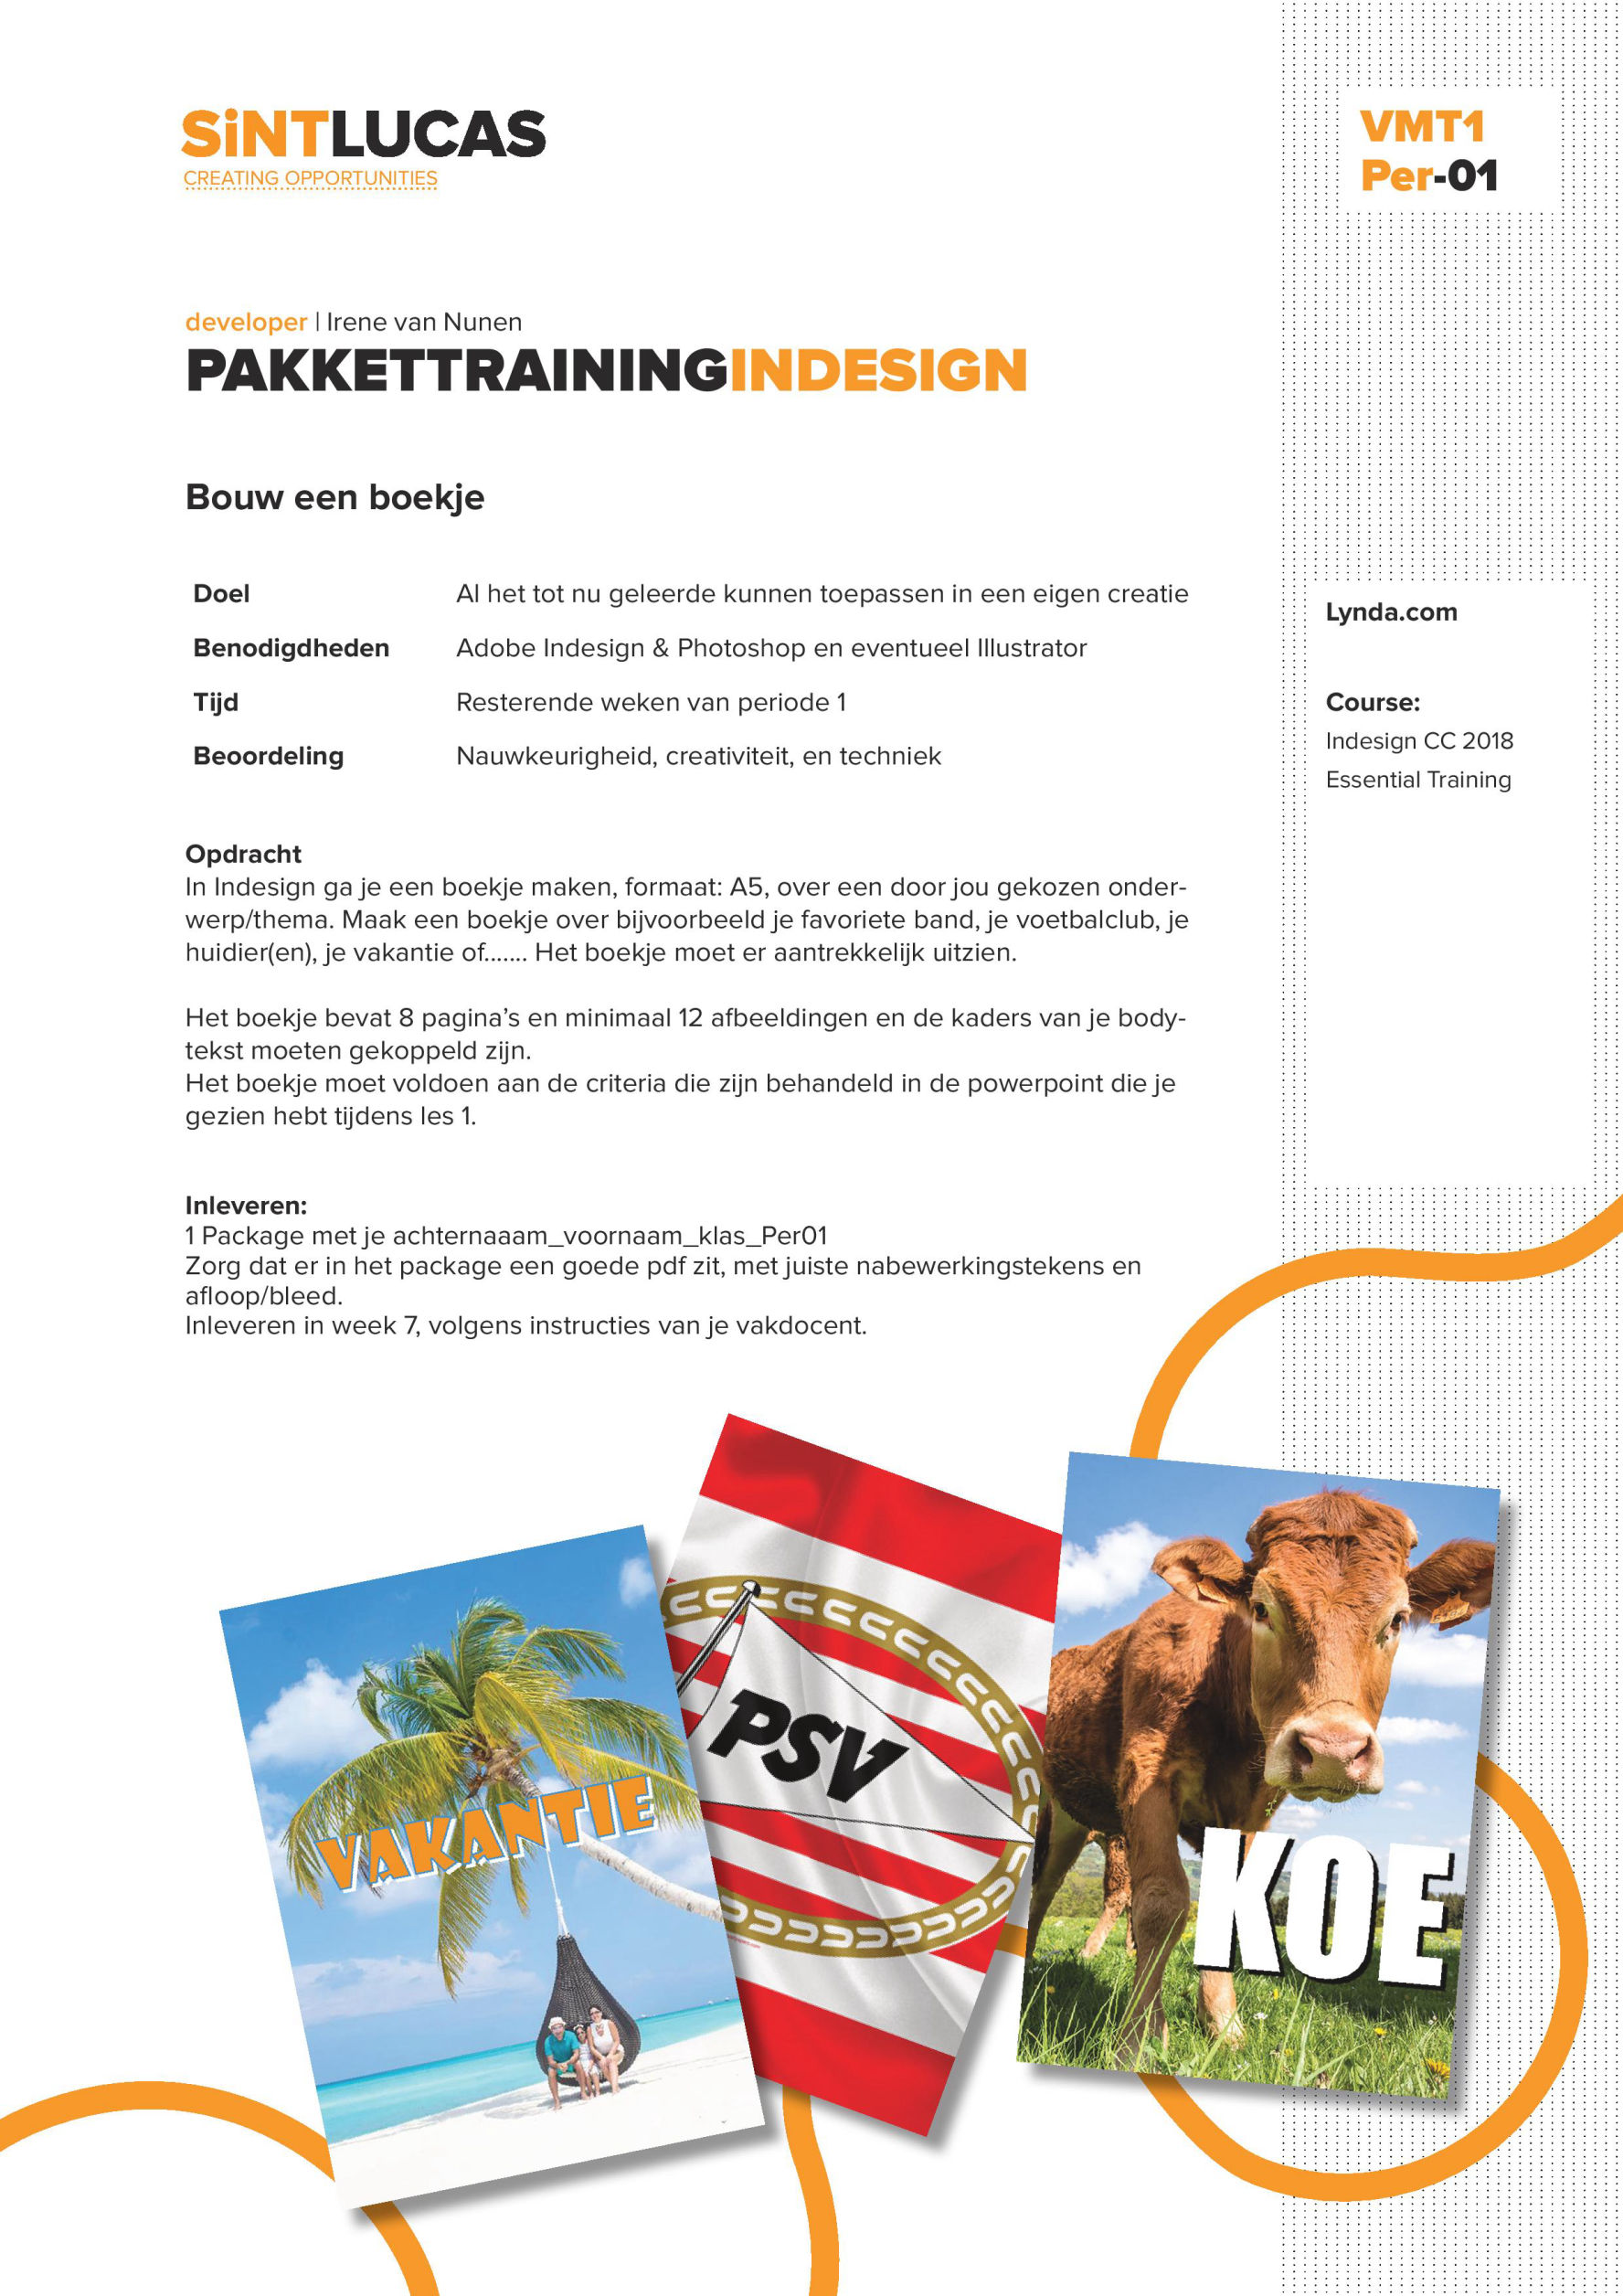 SiNTLUCAS
CREATING OPPORTUNITIES
VMT1
Per-01
developer | Irene van Nunen
PAKKETTRAININGINDESIGN
Bouw een boekje
Doel Al het tot nu geleerde kunnen toepassen in een eigen creatie
Benodigdheden Adobe Indesign & Photoshop en eventueel Illustrator
Tijd Resterende weken van periode 1
Beoordeling Nauwkeurigheid, creativiteit, en techniek
Lynda.com
Course:
Indesign CC 2018
Essential Training
Opdracht
In Indesign ga je een boekje maken, formaat: A5, over een door jou gekozen onder-
werp/thema. Maak een boekje over bijvoorbeeld je favoriete band, je voetbalclub, je
huidier(en), je vakantie of....... Het boekje moet er aantrekkelijk uitzien.
Het boekje bevat 8 pagina’s en minimaal 12 afbeeldingen en de kaders van je body-
tekst moeten gekoppeld zijn.
Het boekje moet voldoen aan de criteria die zijn behandeld in de powerpoint die je
gezien hebt tijdens les 1.
Inleveren:
1 Package met je achternaaam_voornaam_klas_Per01
Zorg dat er in het package een goede pdf zit, met juiste nabewerkingstekens en
afloop/bleed.
Inleveren in week 7, volgens instructies van je vakdocent.
VAKANTIE
PSV
KOE